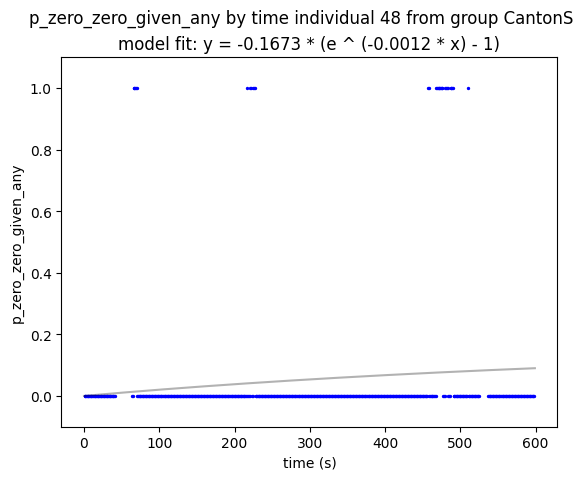 p_zero_zero_given_any by time individual 48 from group CantonS
model fit: y = -0.1673 * (e ^ (-0.0012 * x) - 1)
1.0
0.8
0.6
0.4
0.2
0.0
p_zero_zero_given_any
0 100 200 300 400 500 600
time (s)